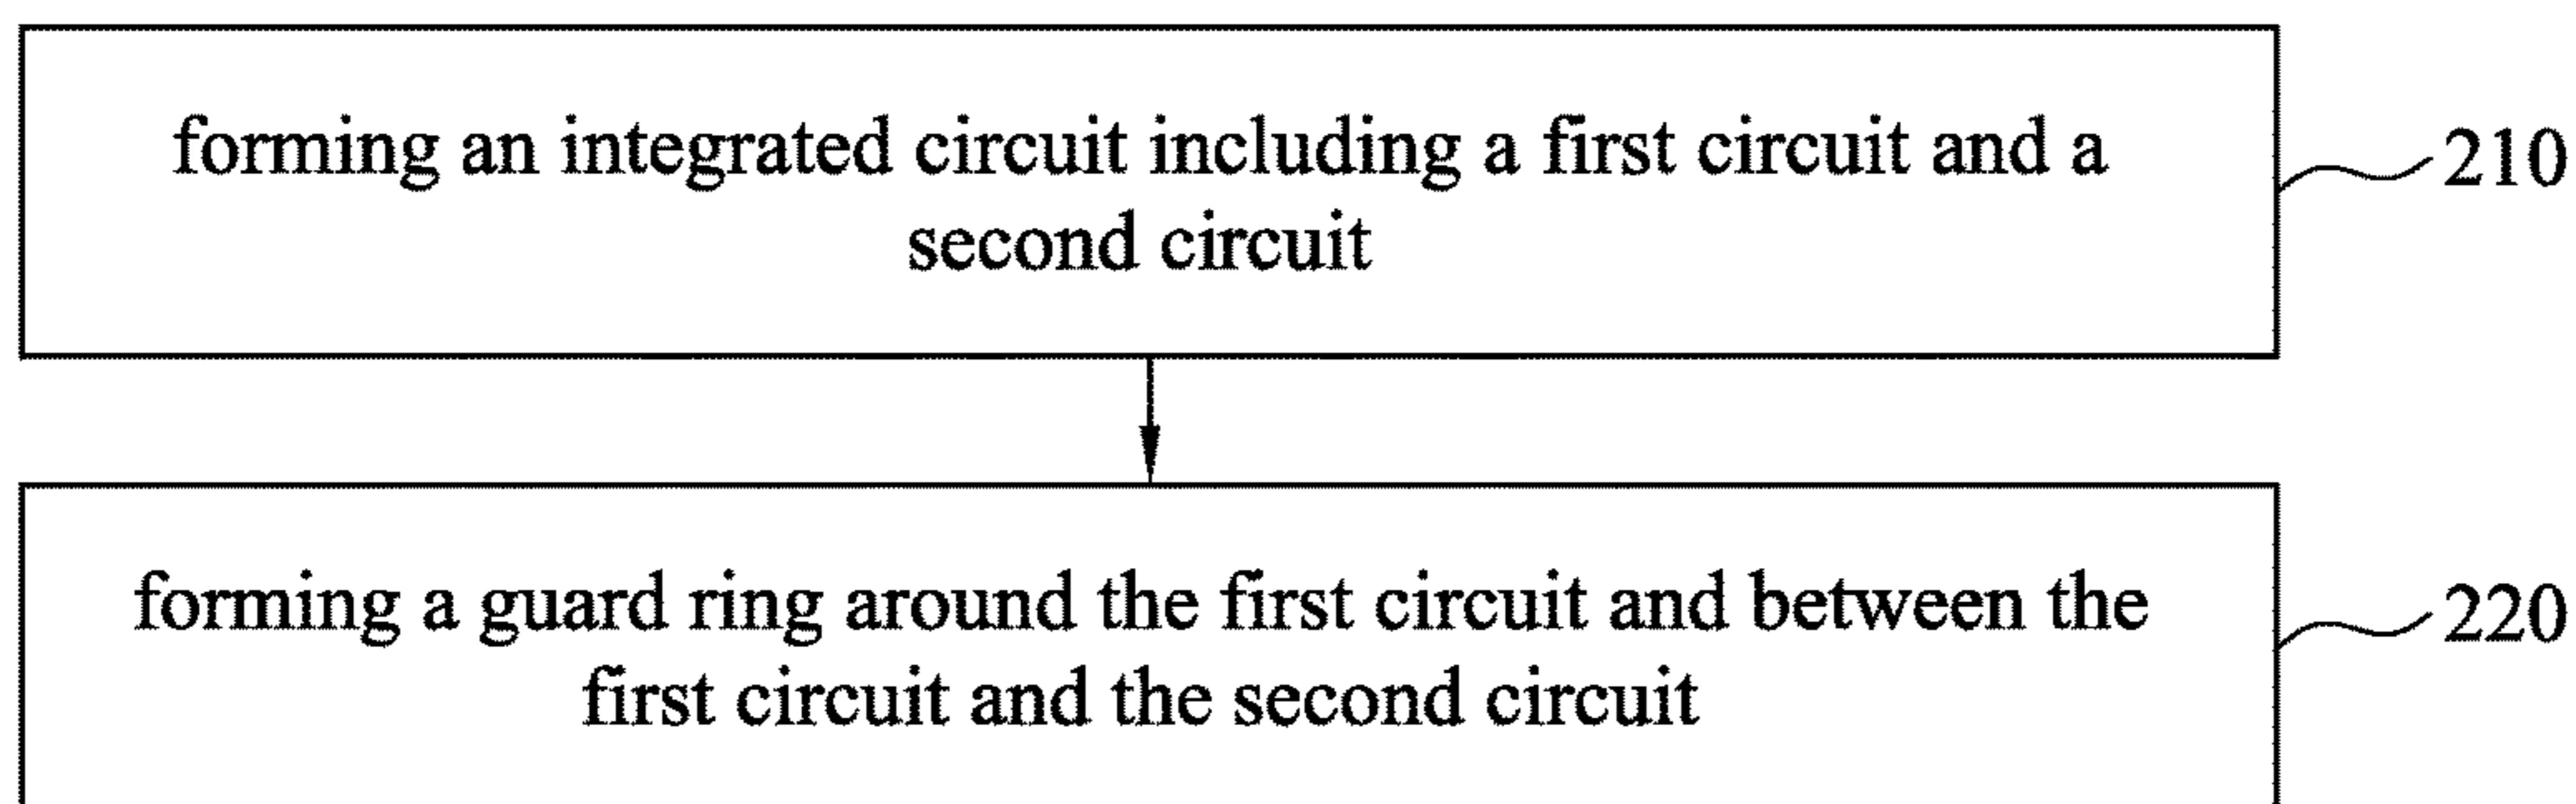 forming an integrated circuit including a first circuit and a
second circuit
210
forming a guard ring around the first circuit and between the
first circuit and the second circuit
220